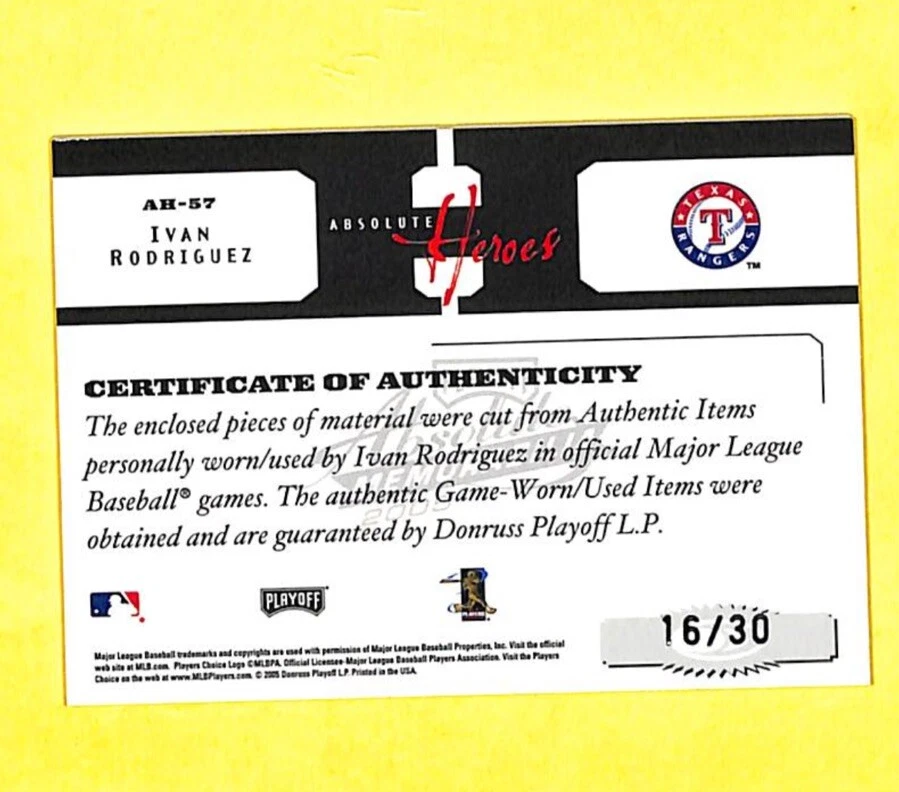 AH-57
IVAN
RODRIGUEZ
ABSOLUTE
Heroes
TEXAS
T
RANGERS
TM
CERTIFICATE OF AUTHENTICITY
The enclosed pieces of material were cut from Authentic Items
personally worn/used by Ivan Rodriguez in official Major League
Baseball® games. The authentic Game-Worn/Used Items were
obtained and are guaranteed by Donruss Playoff L.P.
Absolute
MEMORABILIA
2005
PLAYOFF
PLAYERS
16/30
Major League Baseball trademarks and copyrights are used with permission of Major League Baseball Properties, Inc. Visit the official
web site at MLB.com. Players Choice Logo ©MLBPA, Official Licensee-Major League Baseball Players Association. Visit the Players
Choice on the web at www.MLBPlayers.com. © 2005 Donruss Playoff L.P. Printed in the USA.